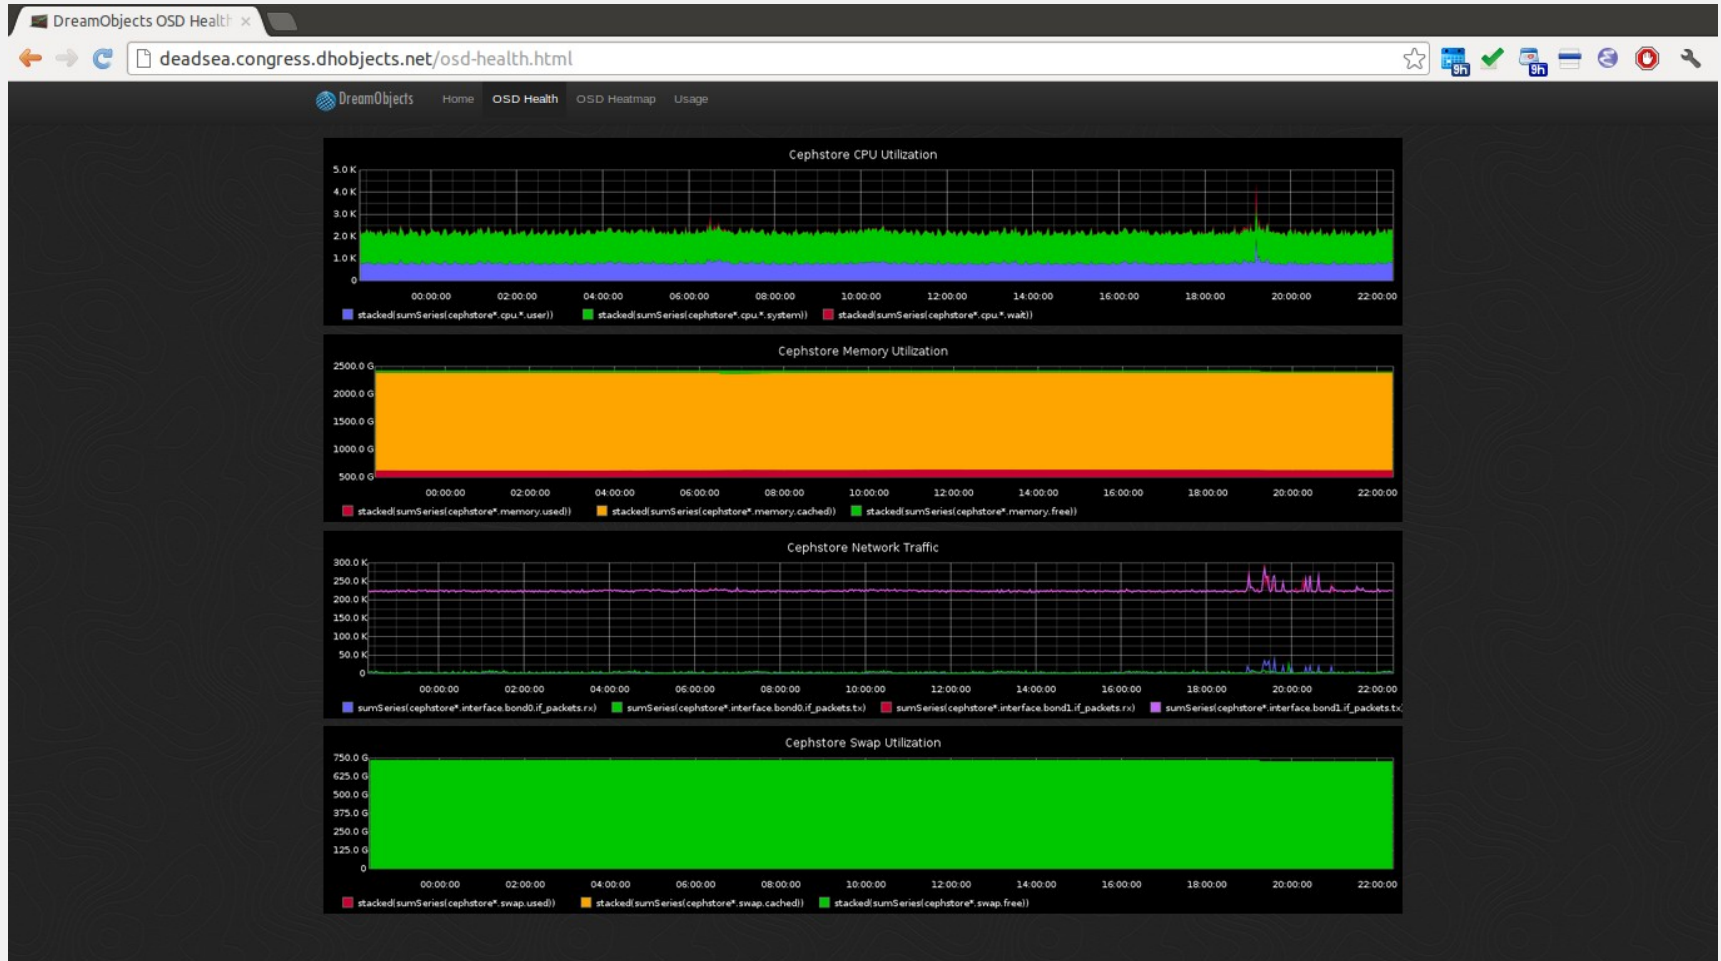 DreamObjects OSD Health
deadsea.congress.dhobjects.net/osd-health.html
9h
9h
DreamObjects Home OSD Health OSD Heatmap Usage
Cephstore CPU Utilization
5.0 K
4.0 K
3.0 K
2.0 K
1.0 K
0
00:00:00 02:00:00 04:00:00 06:00:00 08:00:00 10:00:00 12:00:00 14:00:00 16:00:00 18:00:00 20:00:00 22:00:00
stacked(sumSeries(cephstore*.cpu.*.user)) stacked(sumSeries(cephstore*.cpu.*.system)) stacked(sumSeries(cephstore*.cpu.*.wait))
Cephstore Memory Utilization
2500.0 G
2000.0 G
1500.0 G
1000.0 G
500.0 G
00:00:00 02:00:00 04:00:00 06:00:00 08:00:00 10:00:00 12:00:00 14:00:00 16:00:00 18:00:00 20:00:00 22:00:00
stacked(sumSeries(cephstore*.memory.used)) stacked(sumSeries(cephstore*.memory.cached)) stacked(sumSeries(cephstore*.memory.free))
Cephstore Network Traffic
300.0 K
250.0 K
200.0 K
150.0 K
100.0 K
50.0 K
0
00:00:00 02:00:00 04:00:00 06:00:00 08:00:00 10:00:00 12:00:00 14:00:00 16:00:00 18:00:00 20:00:00 22:00:00
sumSeries(cephstore*.interface.bond0.if_packets.rx) sumSeries(cephstore*.interface.bond0.if_packets.tx) sumSeries(cephstore*.interface.bond1.if_packets.rx) sumSeries(cephstore*.interface.bond1.if_packets.tx
Cephstore Swap Utilization
750.0 G
625.0 G
500.0 G
375.0 G
250.0 G
125.0 G
0
00:00:00 02:00:00 04:00:00 06:00:00 08:00:00 10:00:00 12:00:00 14:00:00 16:00:00 18:00:00 20:00:00 22:00:00
stacked(sumSeries(cephstore*.swap.used)) stacked(sumSeries(cephstore*.swap.cached)) stacked(sumSeries(cephstore*.swap.free))